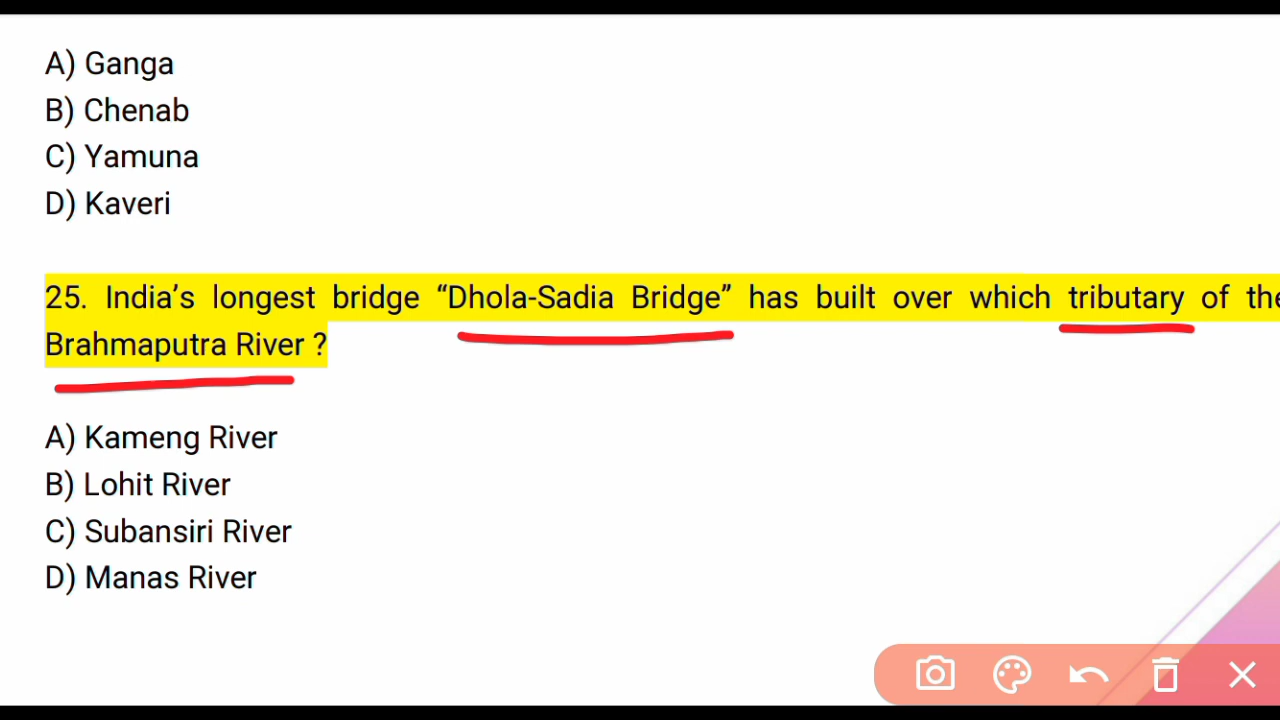 A) Ganga
B) Chenab
C) Yamuna
D) Kaveri
25. India’s longest bridge “Dhola-Sadia Bridge” has built over which tributary of the
Brahmaputra River ?
A) Kameng River
B) Lohit River
C) Subansiri River
D) Manas River